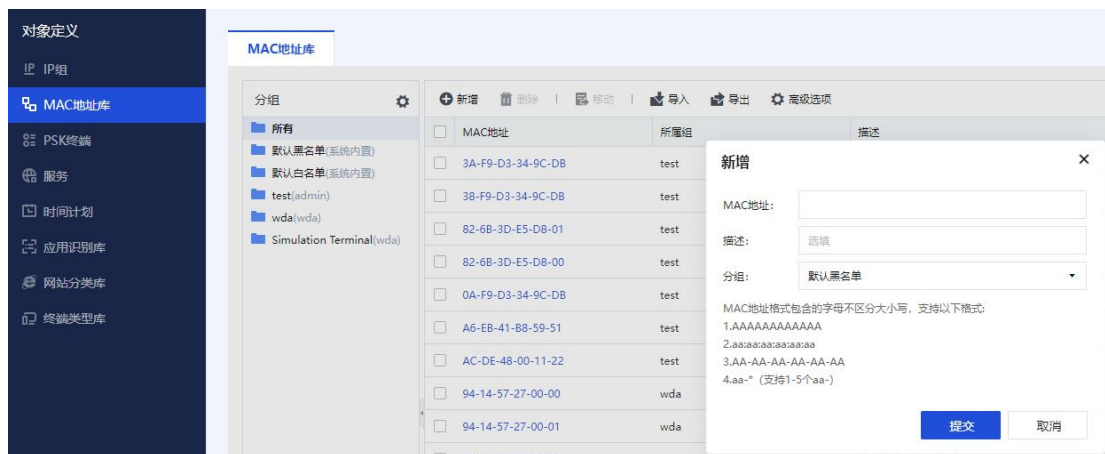 对象定义
IP IP组
MAC地址库
PSK终端
服务
时间计划
应用识别库
网站分类库
终端类型库
MAC地址库
分组
所有
默认黑名单(系统内置)
默认白名单(系统内置)
test(admin)
wda(wda)
Simulation Terminal(wda)
新增 删除 | 移动 | 导入 导出 高级选项
MAC地址 所属组 描述
3A-F9-D3-34-9C-DB test
38-F9-D3-34-9C-DB test
82-6B-3D-E5-D8-01 test
82-6B-3D-E5-D8-00 test
0A-F9-D3-34-9C-DB test
A6-EB-41-B8-59-51 test
AC-DE-48-00-11-22 test
94-14-57-27-00-00 wda
94-14-57-27-00-01 wda
新增
MAC地址:
描述: 选填
分组: 默认黑名单
MAC地址格式包含的字母不区分大小写，支持以下格式:
1.AAAAAAAAAAAA
2.aa:aa:aa:aa:aa:aa
3.AA-AA-AA-AA-AA-AA
4.aa-* (支持1-5个aa-)
提交 取消